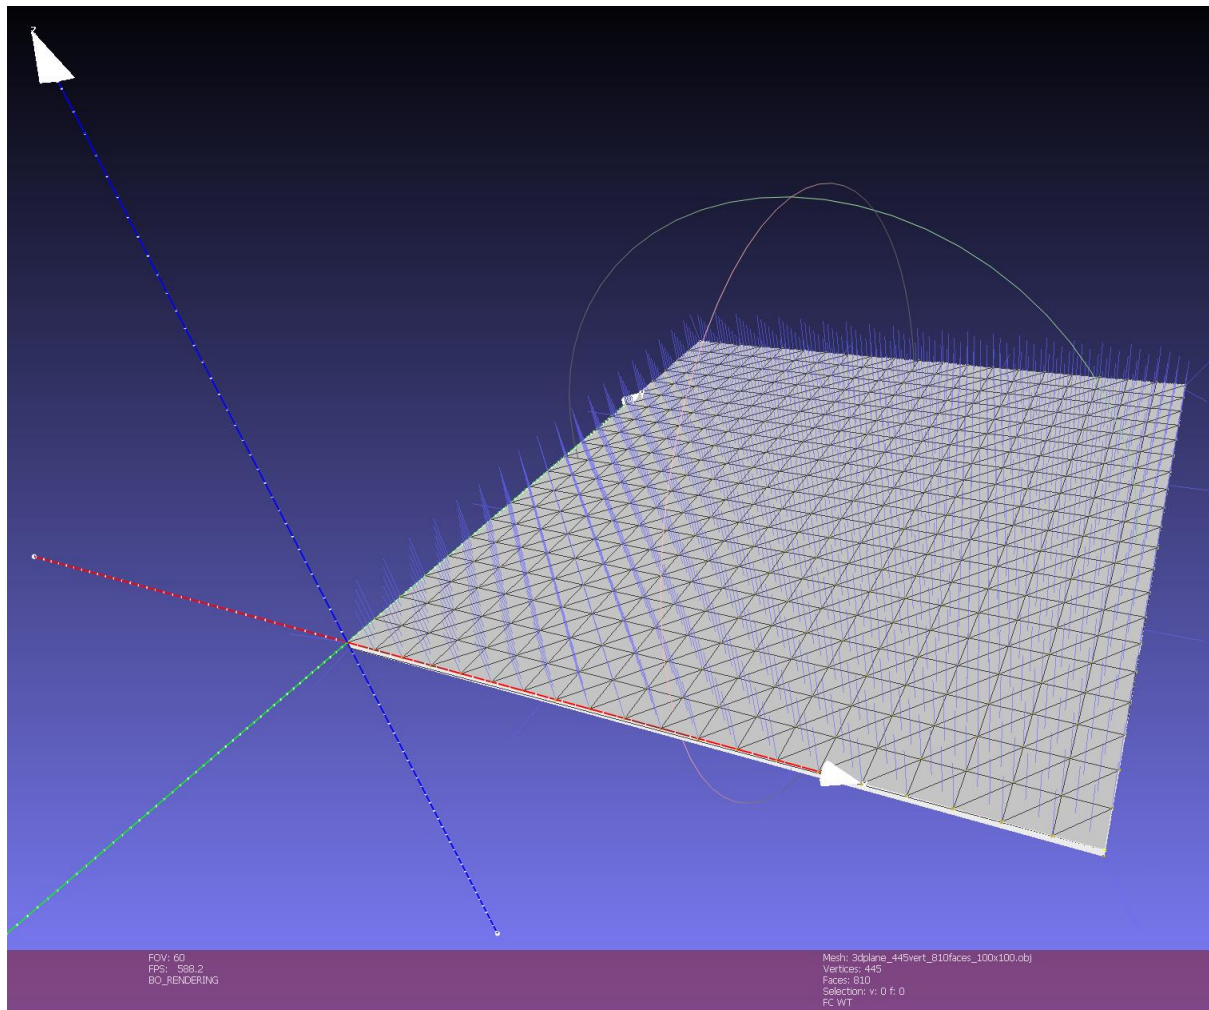 Z
FOV: 60
FPS: 588.2
BO_RENDERING
Mesh: 3dplane_445vert_810faces_100x100.obj
Vertices: 445
Faces: 810
Selection: v: 0 f: 0
FC WT